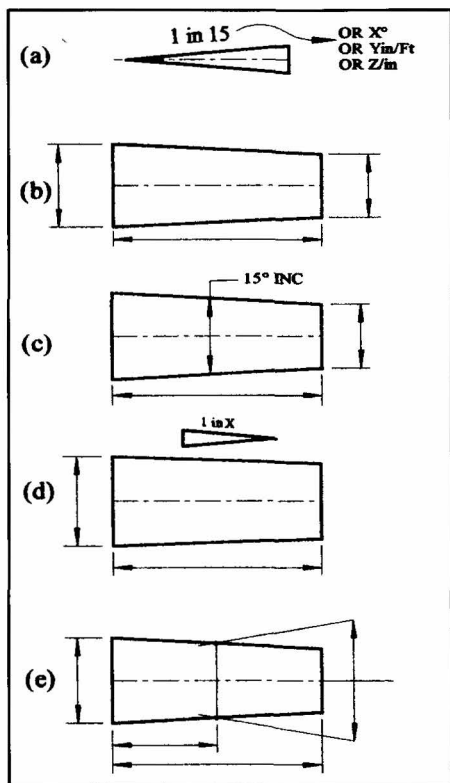 (a)
1 in 15
OR X°
OR Yin/Ft
OR Z/in
(b)
(c)
15° INC
(d)
1 in X
(e)